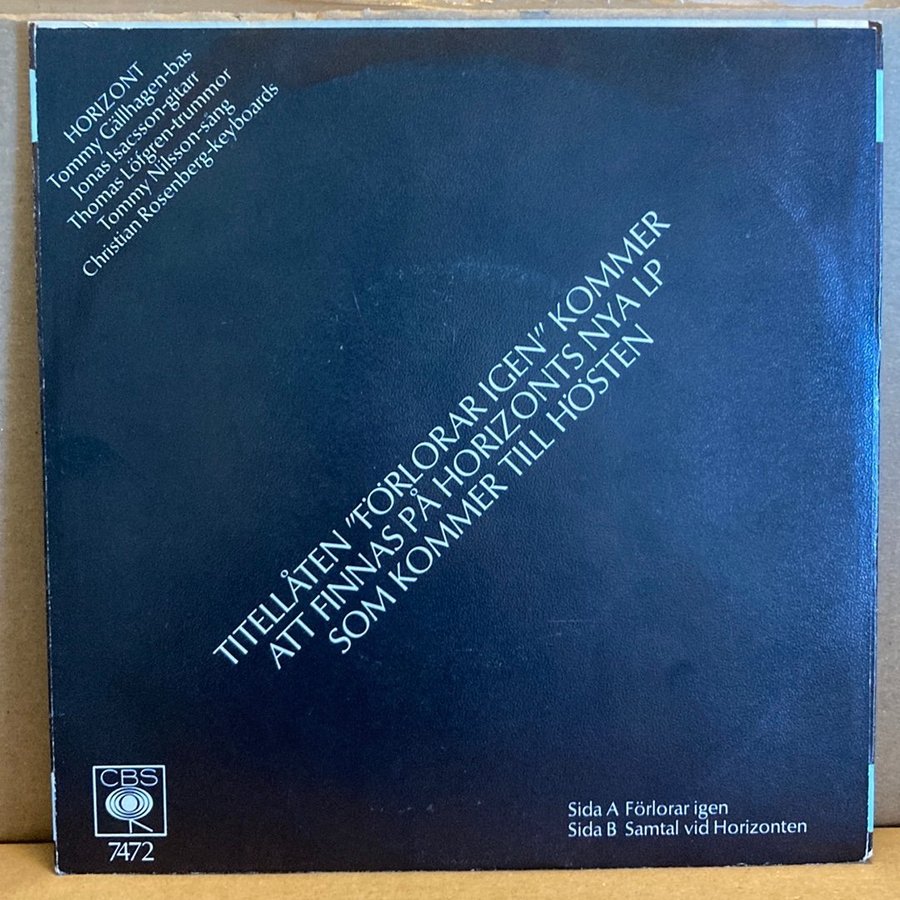 HORIZONT
Tommy Gällhagen-bas
Jonas Isacsson-gitarr
Thomas Löfgren-trummor
Tommy Nilsson-sång
Christian Rosenberg-keyboards
TITELLÅTEN "FÖRLORAR IGEN" KOMMER
ATT FINNAS PÅ HORIZONTS NYA LP
SOM KOMMER TILL HÖSTEN
CBS
7472
Sida A Förlorar igen
Sida B Samtal vid Horizonten